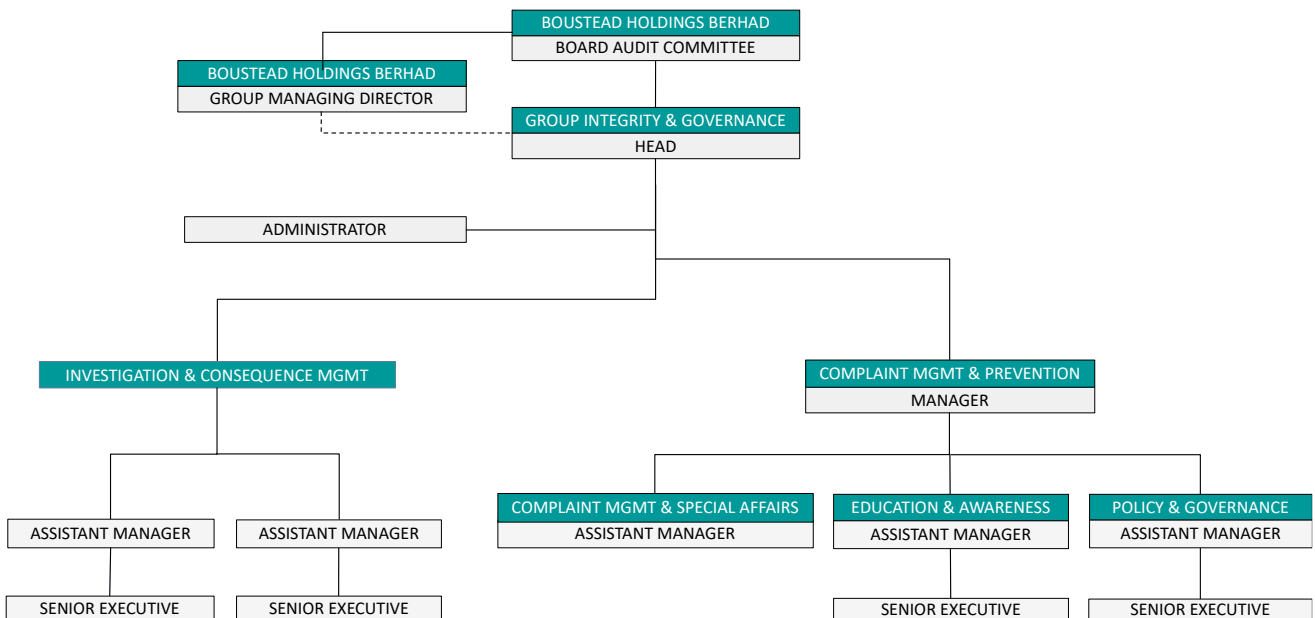 BOUSTEAD HOLDINGS BERHAD
BOARD AUDIT COMMITTEE
BOUSTEAD HOLDINGS BERHAD
GROUP MANAGING DIRECTOR
GROUP INTEGRITY & GOVERNANCE
HEAD
ADMINISTRATOR
INVESTIGATION & CONSEQUENCE MGMT
COMPLAINT MGMT & PREVENTION
MANAGER
ASSISTANT MANAGER
ASSISTANT MANAGER
SENIOR EXECUTIVE
SENIOR EXECUTIVE
COMPLAINT MGMT & SPECIAL AFFAIRS
ASSISTANT MANAGER
EDUCATION & AWARENESS
ASSISTANT MANAGER
SENIOR EXECUTIVE
POLICY & GOVERNANCE
ASSISTANT MANAGER
SENIOR EXECUTIVE